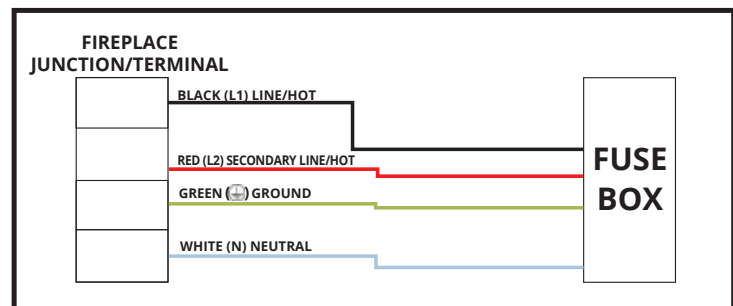 FIREPLACE
JUNCTION/TERMINAL
BLACK (L1) LINE/HOT
RED (L2) SECONDARY LINE/HOT
GREEN (⏚) GROUND
WHITE (N) NEUTRAL
FUSE
BOX